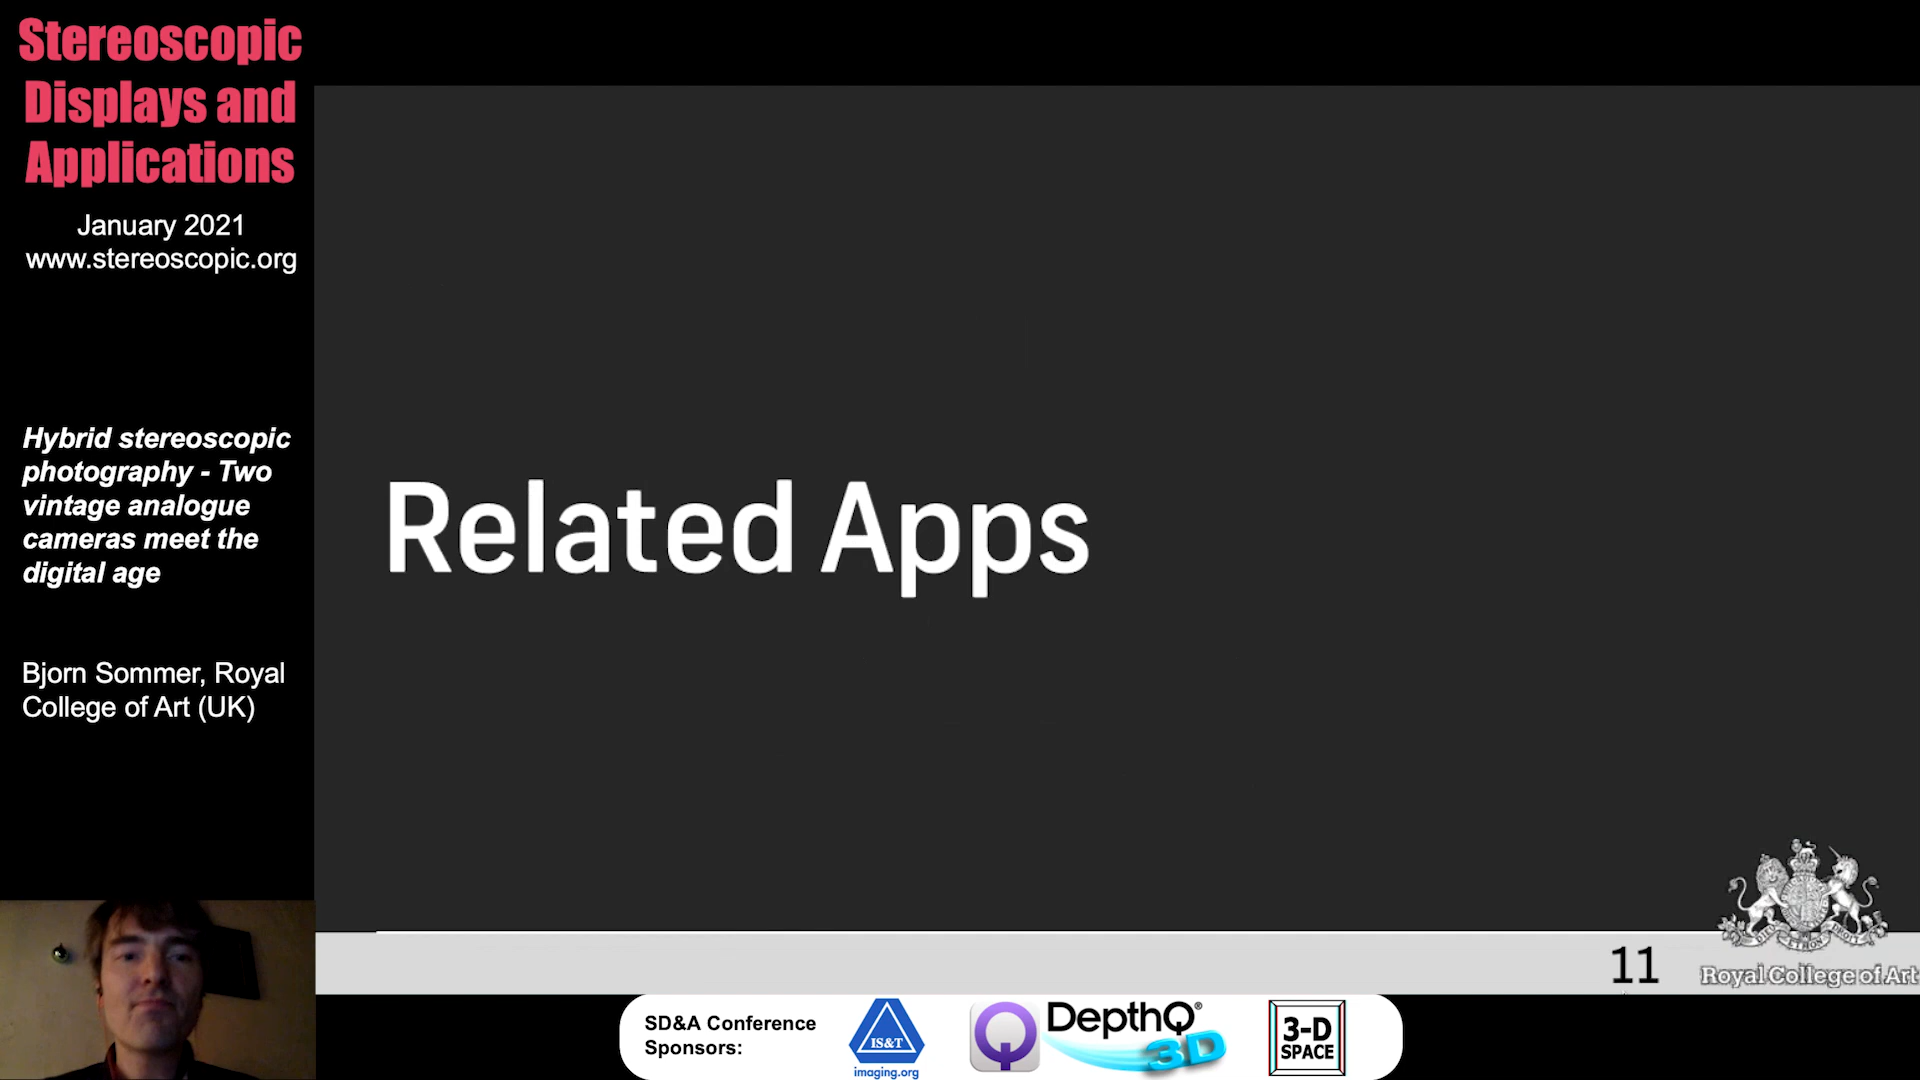 Stereoscopic
Displays and
Applications
January 2021
www.stereoscopic.org
Hybrid stereoscopic
photography - Two
vintage analogue
cameras meet the
digital age
Bjorn Sommer, Royal
College of Art (UK)
Related Apps
11
Royal College of Art
SD&A Conference
Sponsors:
IS&T
imaging.org
DepthQ®
3D
3-D
SPACE